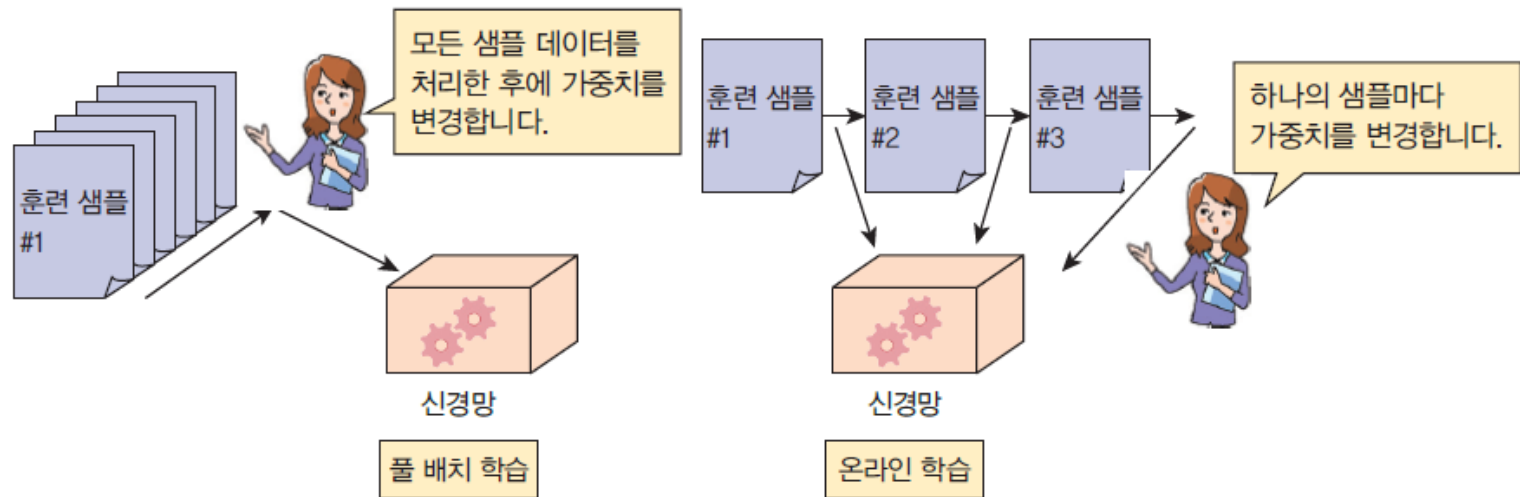 모든 샘플 데이터를
처리한 후에 가중치를
변경합니다.
훈련 샘플
#1
신경망
풀 배치 학습
훈련 샘플
#1
훈련 샘플
#2
훈련 샘플
#3
하나의 샘플마다
가중치를 변경합니다.
신경망
온라인 학습